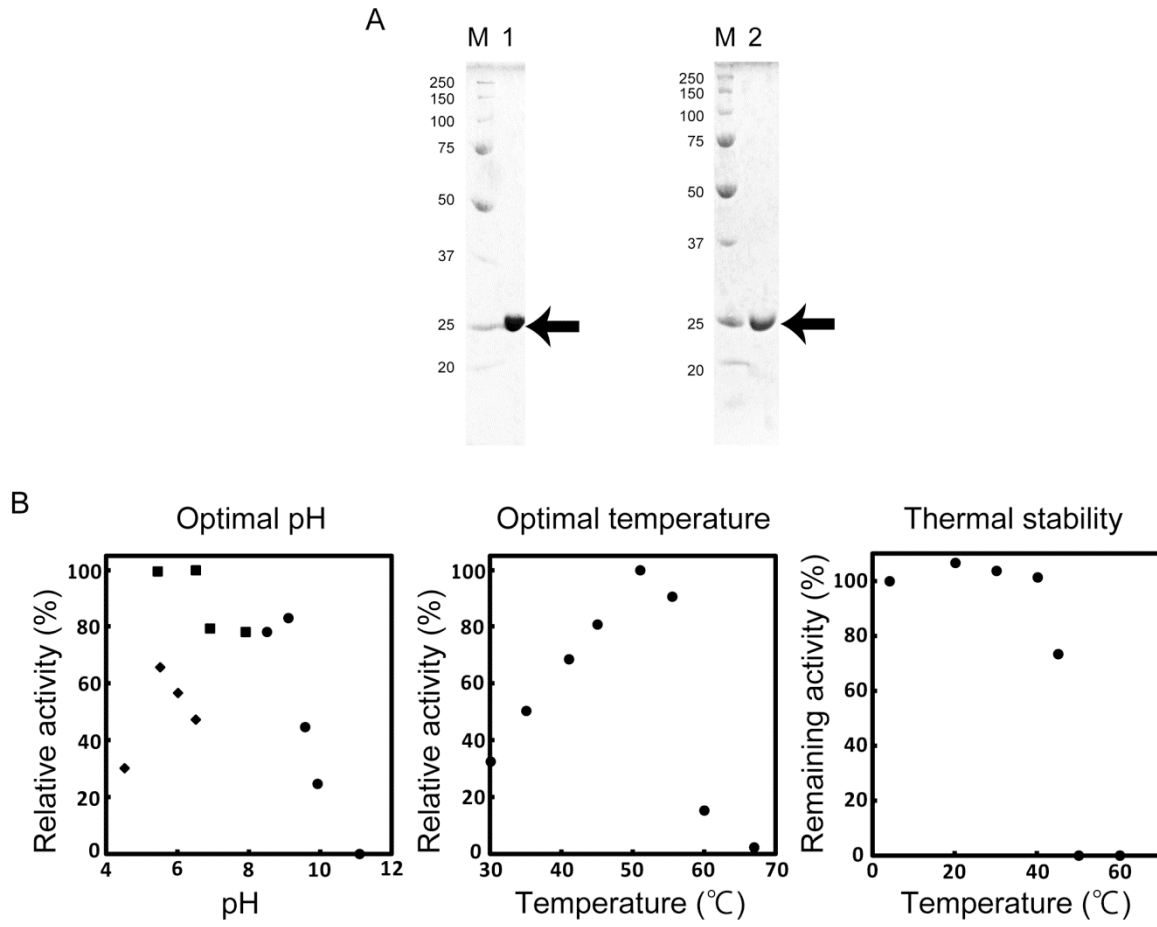 A
M 1
250
150
100
75
50
37
25
20
M 2
250
150
100
75
50
37
25
20
B
Optimal pH
Relative activity (%)
100
80
60
40
20
0
4 6 8 10 12
pH
Optimal temperature
Relative activity (%)
100
80
60
40
20
0
30 40 50 60 70
Temperature (℃)
Thermal stability
Remaining activity (%)
100
80
60
40
20
0
0 20 40 60
Temperature (℃)